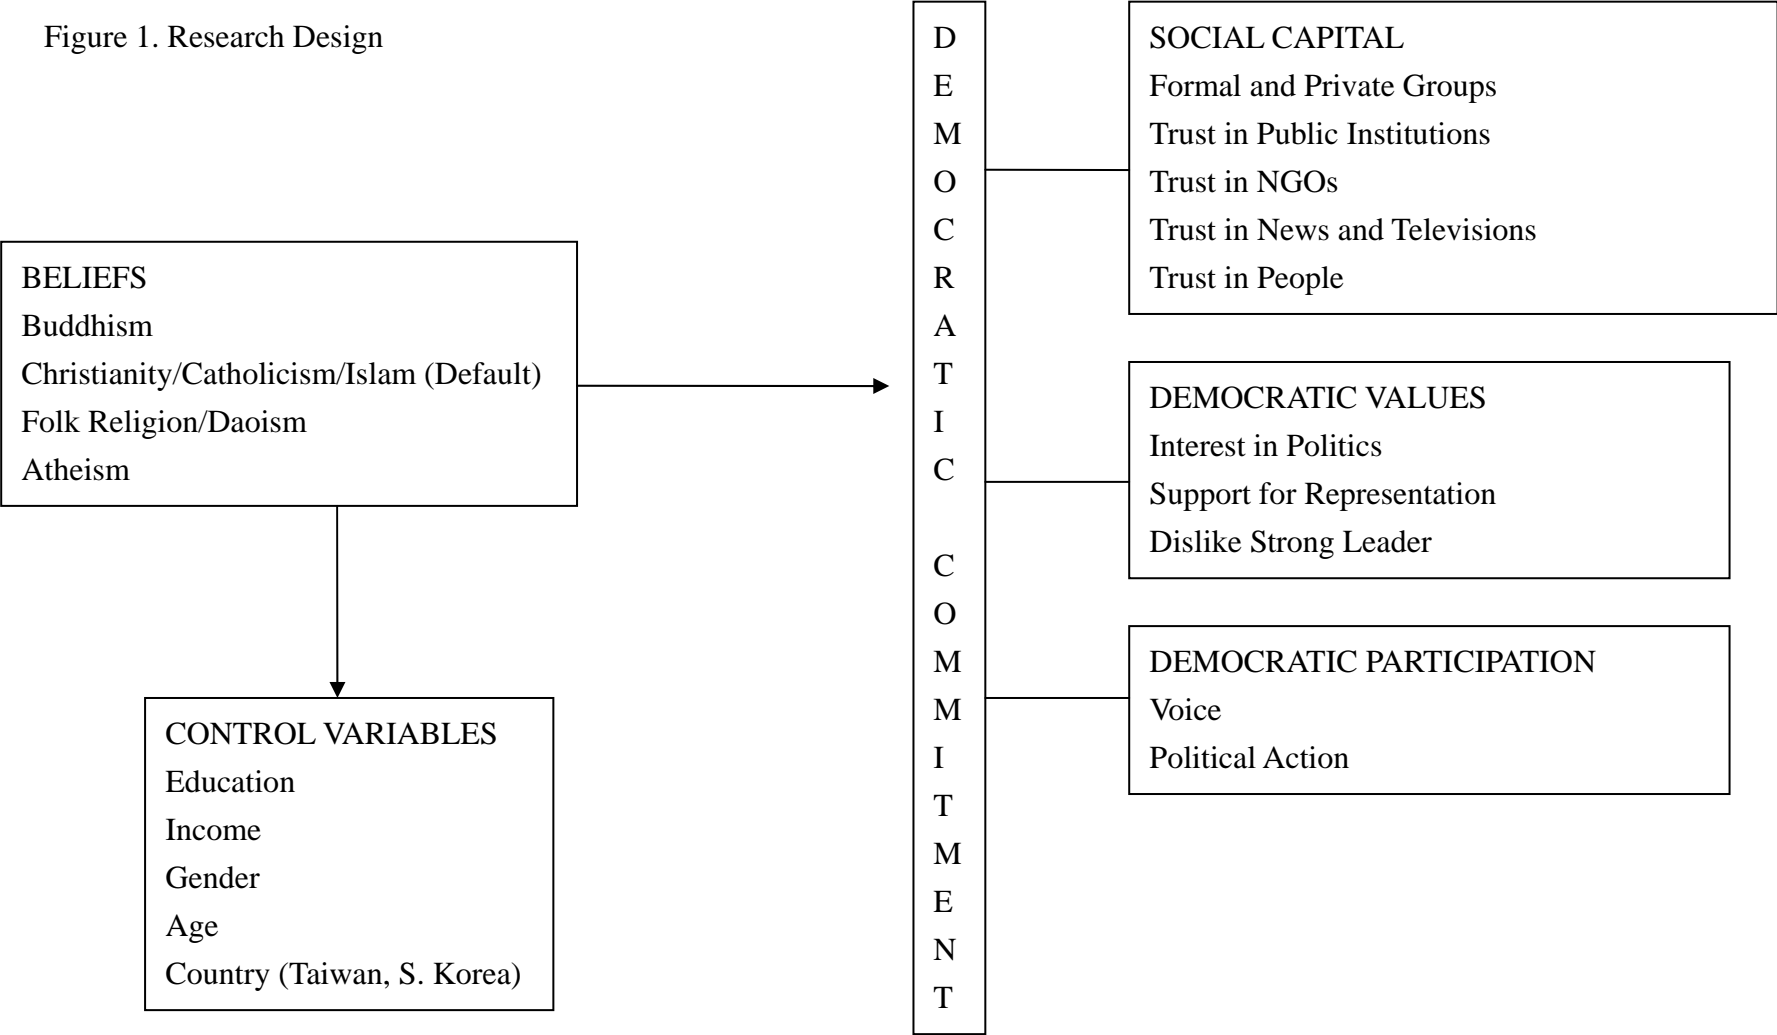 Figure 1. Research Design
BELIEFS
Buddhism
Christianity/Catholicism/Islam (Default)
Folk Religion/Daoism
Atheism
CONTROL VARIABLES
Education
Income
Gender
Age
Country (Taiwan, S. Korea)
D
E
M
O
C
R
A
T
I
C
C
O
M
M
I
T
M
E
N
T
SOCIAL CAPITAL
Formal and Private Groups
Trust in Public Institutions
Trust in NGOs
Trust in News and Televisions
Trust in People
DEMOCRATIC VALUES
Interest in Politics
Support for Representation
Dislike Strong Leader
DEMOCRATIC PARTICIPATION
Voice
Political Action